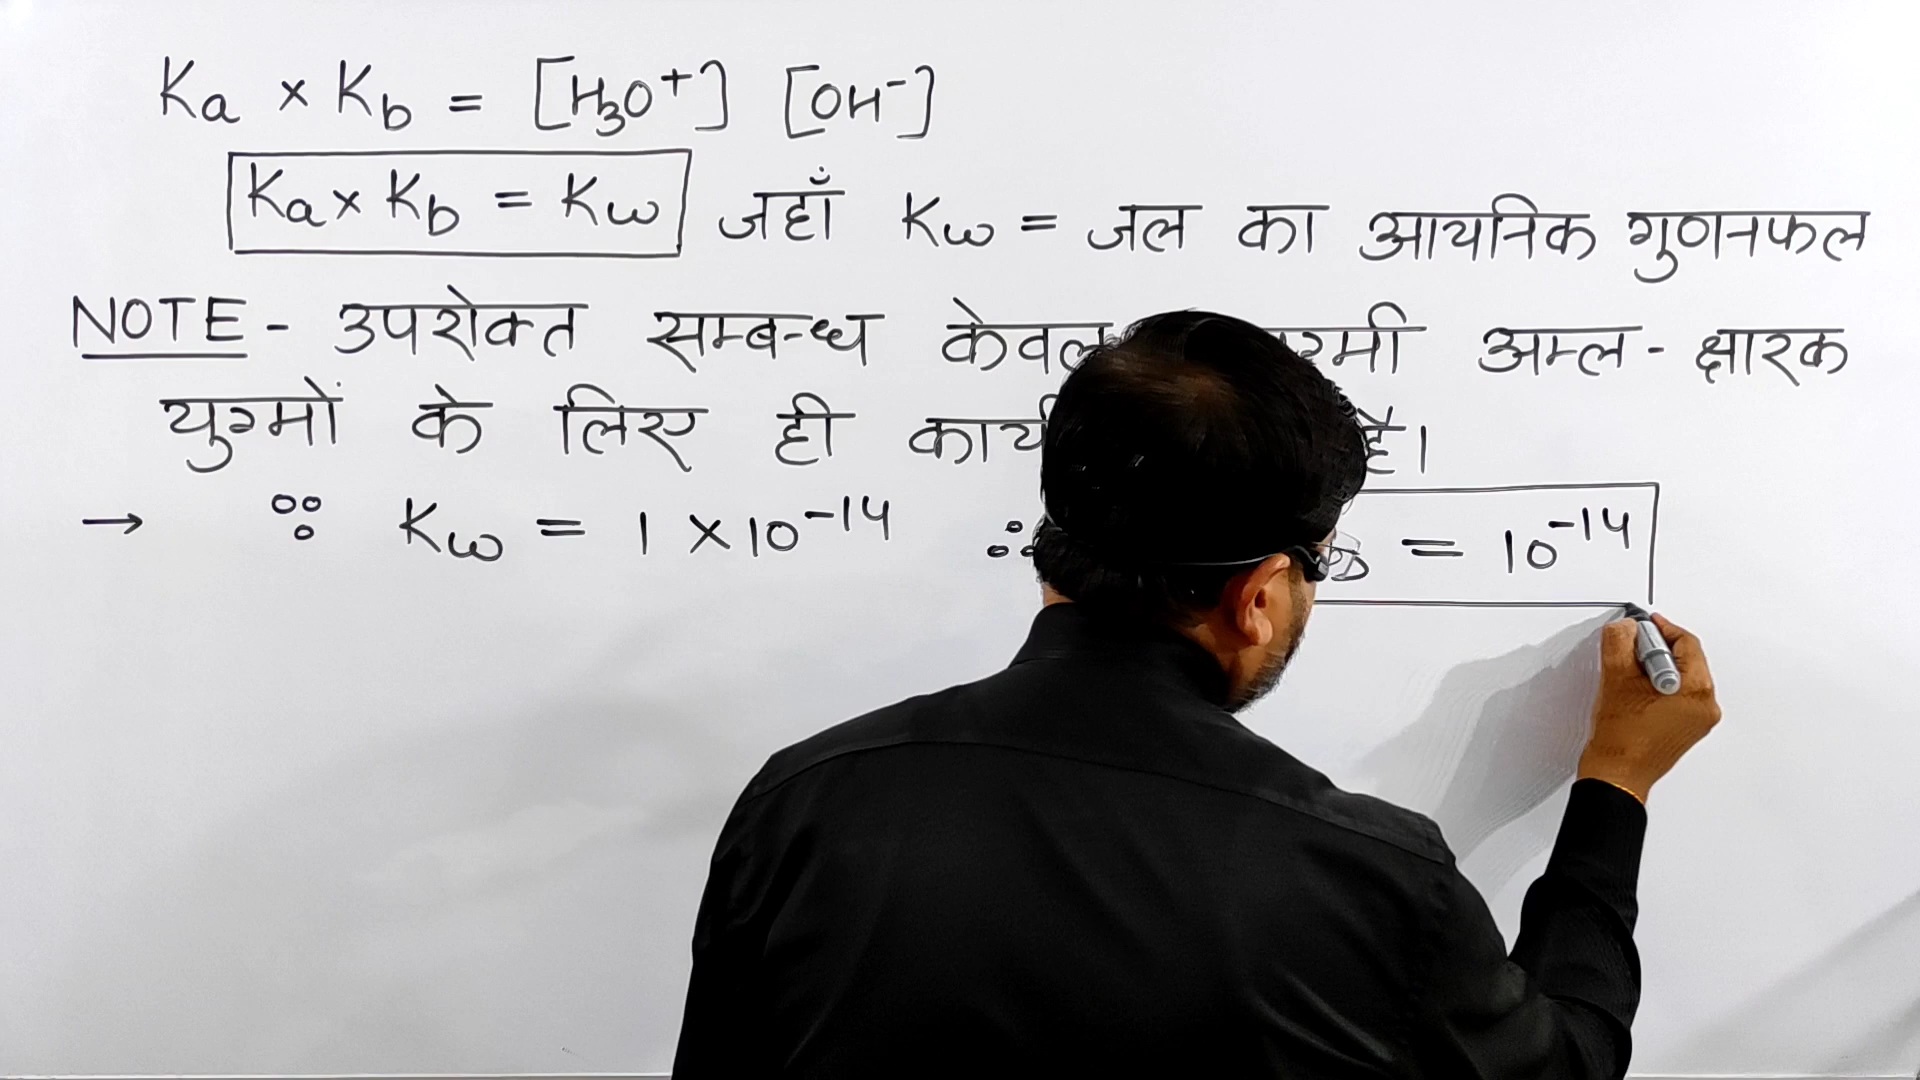 Ka × Kb = [H₃O⁺] [OH⁻]
Ka × Kb = Kw जहाँ Kw = जल का आयनिक गुणनफल
NOTE - उपरोक्त सम्बन्ध केवल अम्ल - क्षारक
युग्मों के लिए ही है।
→ ∵ Kw = 1 × 10⁻¹⁴ ∴ = 10⁻¹⁴